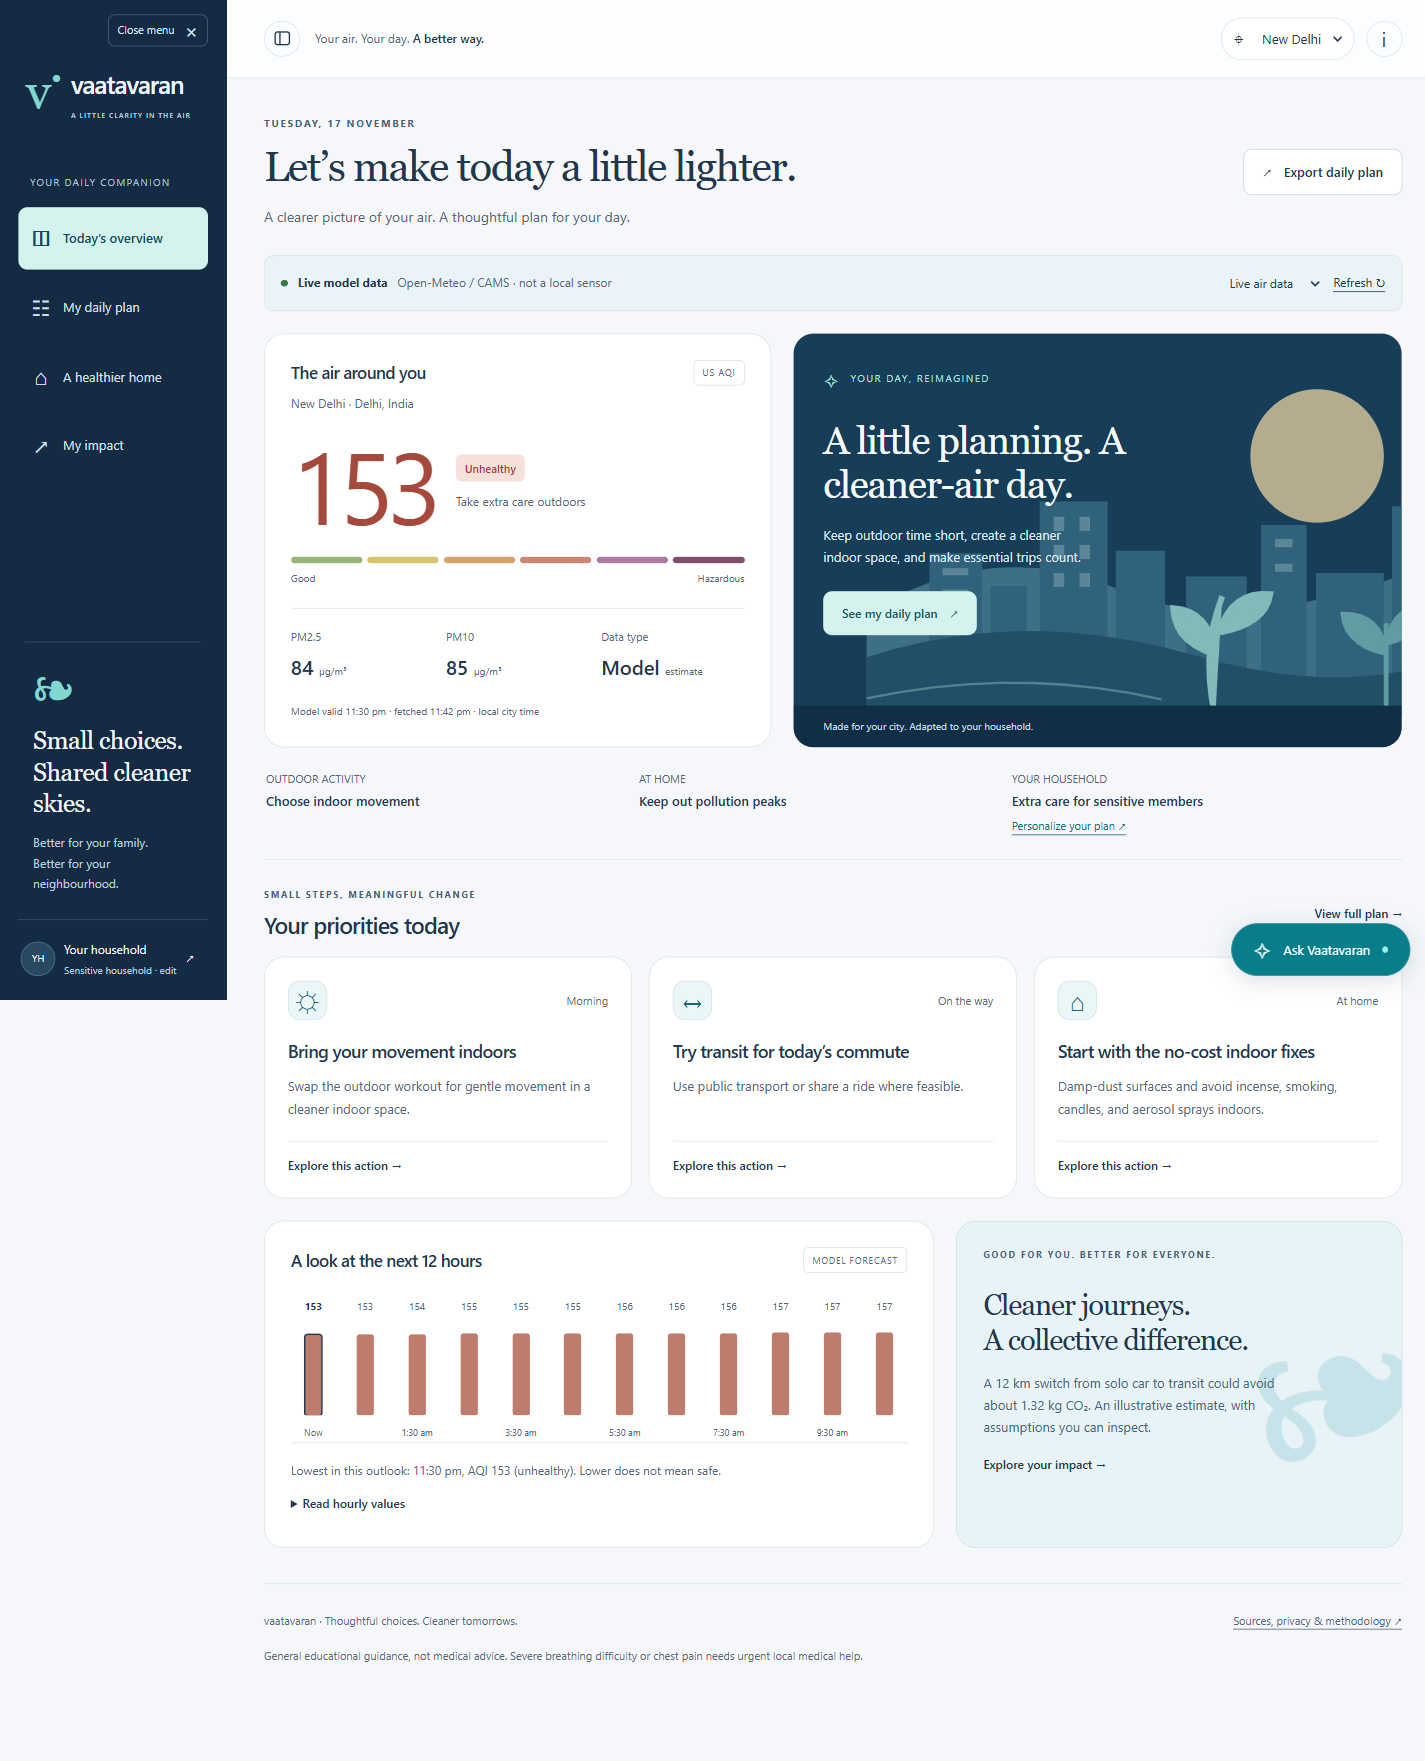 Close menu ×
vaatavaran
A LITTLE CLARITY IN THE AIR
YOUR DAILY COMPANION
Today's overview
My daily plan
A healthier home
My impact
Small choices.
Shared cleaner
skies.
Better for your family.
Better for your
neighbourhood.
YH
Your household
Sensitive household · edit ↗
Your air. Your day. A better way.
New Delhi
i
TUESDAY, 17 NOVEMBER
Let's make today a little lighter.
A clearer picture of your air. A thoughtful plan for your day.
↗ Export daily plan
Live model data Open-Meteo / CAMS · not a local sensor
Live air data
Refresh ↻
The air around you
US AQI
New Delhi · Delhi, India
153
Unhealthy
Take extra care outdoors
Good
Hazardous
PM2.5
PM10
Data type
84 µg/m³
85 µg/m³
Model estimate
Model valid 11:30 pm · fetched 11:42 pm · local city time
YOUR DAY, REIMAGINED
A little planning. A
cleaner-air day.
Keep outdoor time short, create a cleaner
indoor space, and make essential trips count.
See my daily plan ↗
Made for your city. Adapted to your household.
OUTDOOR ACTIVITY
Choose indoor movement
AT HOME
Keep out pollution peaks
YOUR HOUSEHOLD
Extra care for sensitive members
Personalize your plan ↗
SMALL STEPS, MEANINGFUL CHANGE
Your priorities today
View full plan →
Ask Vaatavaran
Morning
Bring your movement indoors
Swap the outdoor workout for gentle movement in a
cleaner indoor space.
Explore this action →
On the way
Try transit for today's commute
Use public transport or share a ride where feasible.
Explore this action →
At home
Start with the no-cost indoor fixes
Damp-dust surfaces and avoid incense, smoking,
candles, and aerosol sprays indoors.
Explore this action →
A look at the next 12 hours
MODEL FORECAST
153 153 154 155 155 155 156 156 156 157 157 157
Now 1:30 am 3:30 am 5:30 am 7:30 am 9:30 am
Lowest in this outlook: 11:30 pm, AQI 153 (unhealthy). Lower does not mean safe.
Read hourly values
GOOD FOR YOU. BETTER FOR EVERYONE.
Cleaner journeys.
A collective difference.
A 12 km switch from solo car to transit could avoid
about 1.32 kg CO₂. An illustrative estimate, with
assumptions you can inspect.
Explore your impact →
vaatavaran · Thoughtful choices. Cleaner tomorrows.
Sources, privacy & methodology ↗
General educational guidance, not medical advice. Severe breathing difficulty or chest pain needs urgent local medical help.